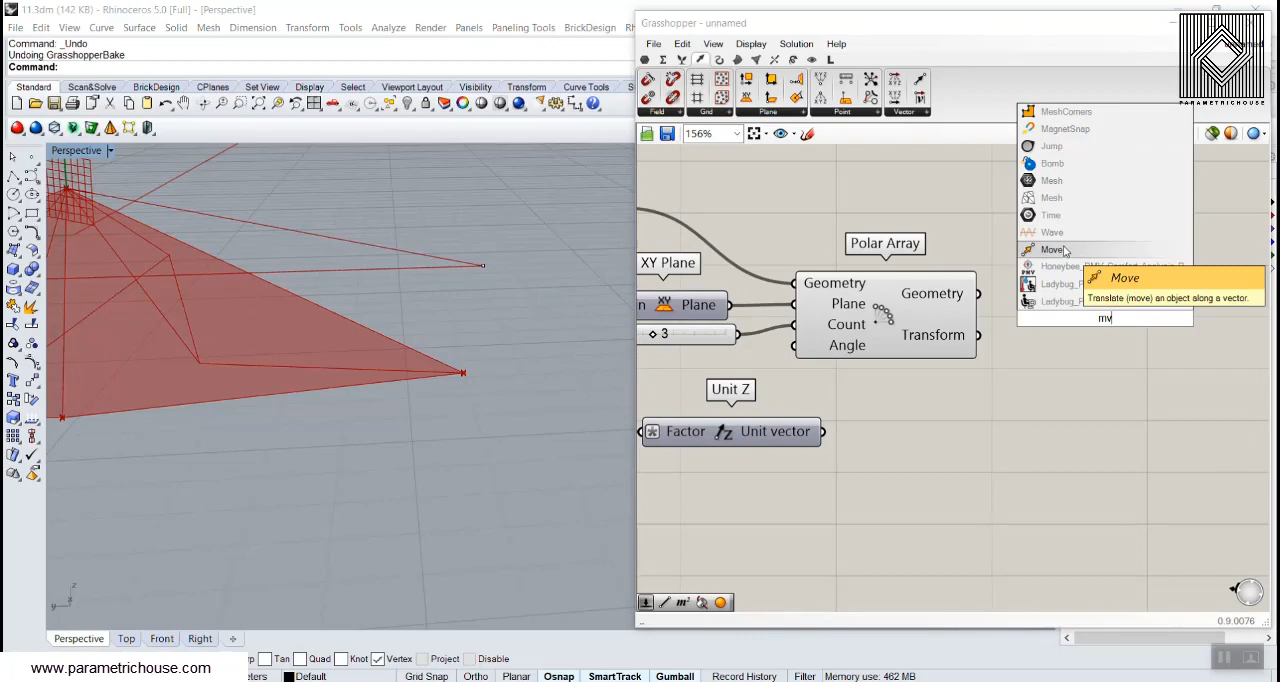 11.3dm (142 KB) - Rhinoceros 5.0 [Full] - [Perspective]
File Edit View Curve Surface Solid Mesh Dimension Transform Tools Analyze Render Panels Paneling Tools BrickDesign
Command: _Undo
Undoing GrasshopperBake
Command:
Standard Scan&Solve BrickDesign CPlanes Set View Display Select Viewport Layout Visibility Transform Curve Tools
Perspective
Grasshopper - unnamed
File Edit View Display Solution Help
PARAMETRICHOUSE
Field Grid Plane Point Vector
156%
MeshCorners
MagnetSnap
Jump
Bomb
Mesh
Mesh
Time
Wave
Move
Move
Translate (move) an object along a vector.
mv
Polar Array
XY Plane
Plane
3
Geometry
Plane
Count
Angle
Geometry
Transform
Unit Z
Factor Unit vector
0.9.0076
z
y x
Perspective Top Front Right
www.parametrichouse.com
Tan Quad Knot Vertex Project Disable
Default Grid Snap Ortho Planar Osnap SmartTrack Gumball Record History Filter Memory use: 462 MB